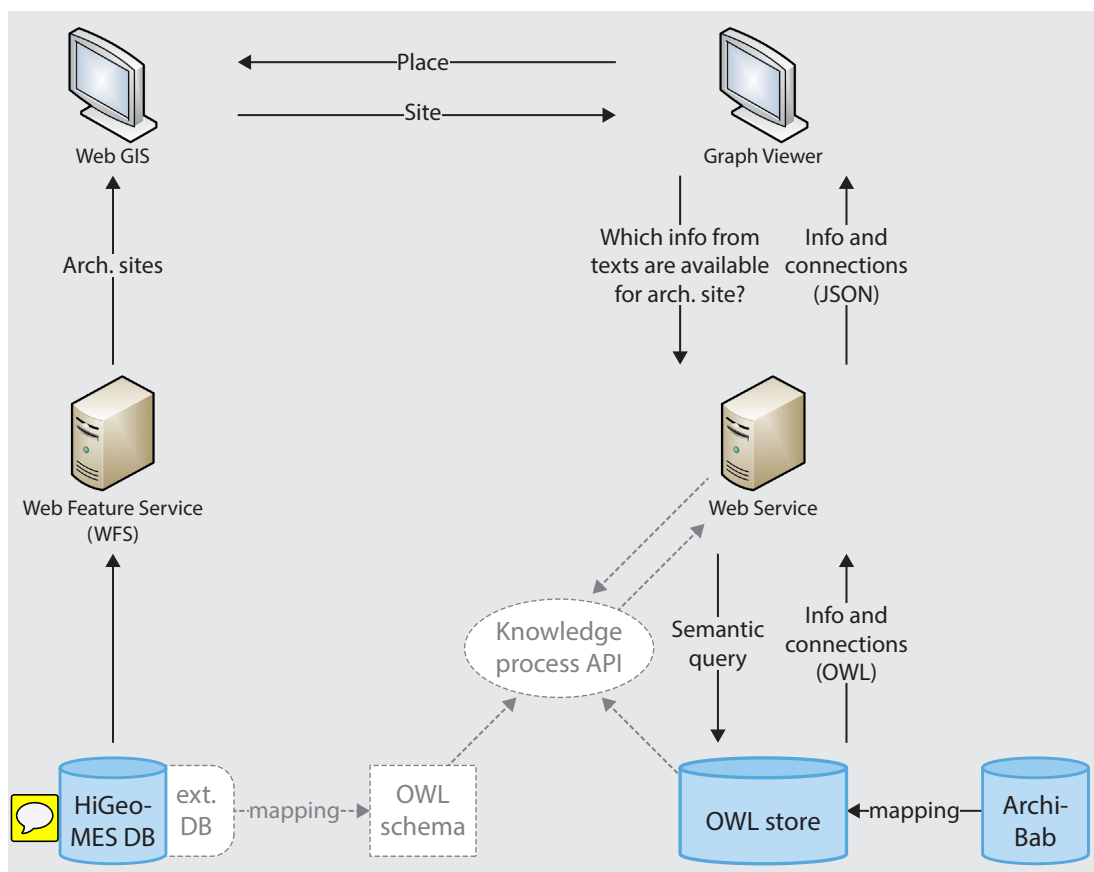 Place
Site
Web GIS
Graph Viewer
Arch. sites
Which info from
texts are available
for arch. site?
Info and
connections
(JSON)
Web Feature Service
(WFS)
Web Service
Knowledge
process API
Semantic
query
Info and
connections
(OWL)
HiGeo-
MES DB
ext.
DB
mapping
OWL
schema
OWL store
mapping
Archi-
Bab